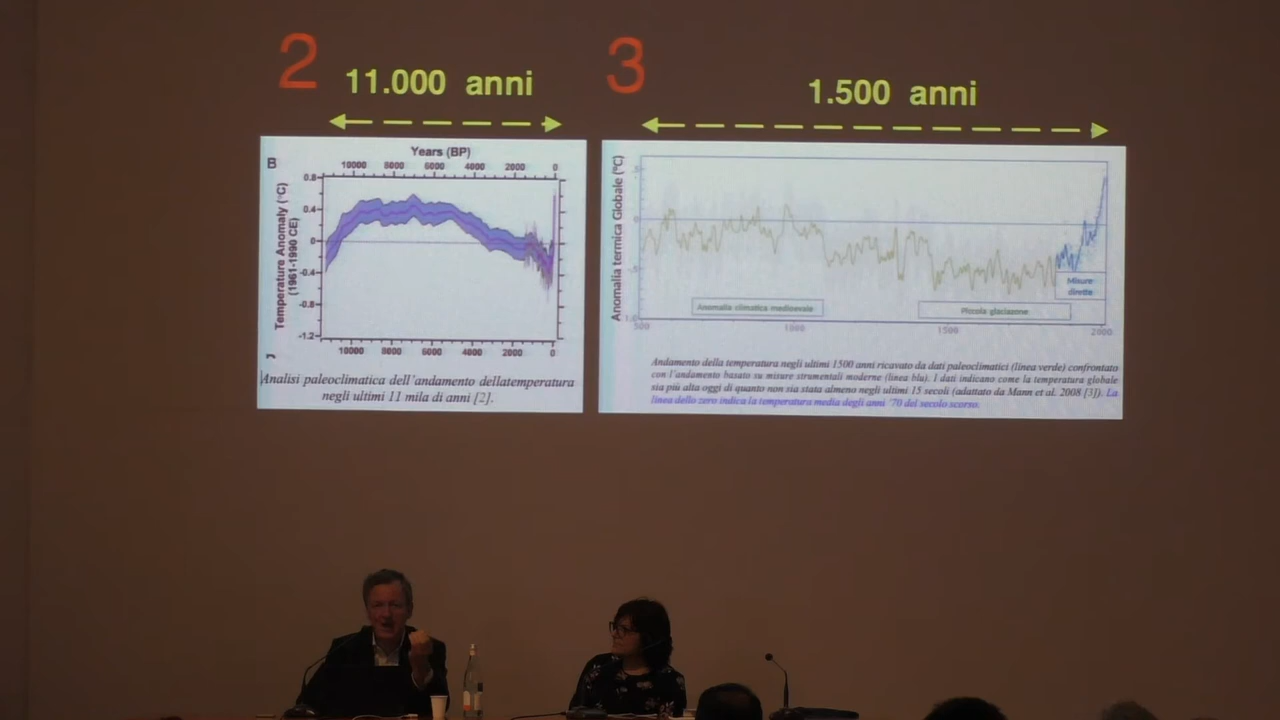 2
11.000 anni
3
1.500 anni
B
Years (BP)
10000 8000 6000 4000 2000 0
Temperature Anomaly (°C)
(1961-1990 CE)
0.8
0.4
0
-0.4
-0.8
-1.2
10000 8000 6000 4000 2000 0
Analisi paleoclimatica dell'andamento dellatemperatura
negli ultimi 11 mila di anni [2].
Anomalia termica Globale (°C)
.5
0
.5
1.0
Misure
dirette
Anomalia climatica medioevale
Piccola glaciazone
500 1000 1500 2000
Andamento della temperatura negli ultimi 1500 anni ricavato da dati paleoclimatici (linea verde) confrontato
con l'andamento basato su misure strumentali moderne (linea blu). I dati indicano come la temperatura globale
sia più alta oggi di quanto non sia stata almeno negli ultimi 15 secoli (adattato da Mann et al. 2008 [3]). La
linea dello zero indica la temperatura media degli anni '70 del secolo scorso.